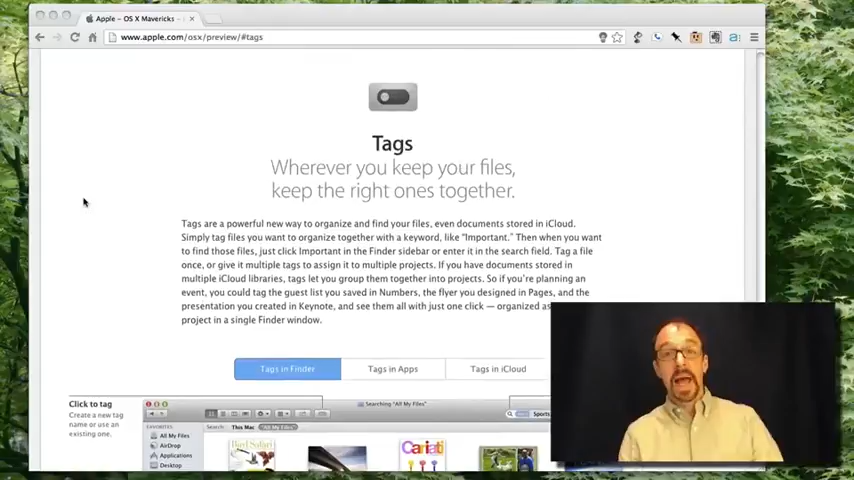 Apple - OS X Mavericks -
www.apple.com/osx/preview/#tags
Tags
Wherever you keep your files,
keep the right ones together.
Tags are a powerful new way to organize and find your files, even documents stored in iCloud.
Simply tag files you want to organize together with a keyword, like “Important.” Then when you want
to find those files, just click Important in the Finder sidebar or enter it in the search field. Tag a file
once, or give it multiple tags to assign it to multiple projects. If you have documents stored in
multiple iCloud libraries, tags let you group them together into projects. So if you’re planning an
event, you could tag the guest list you saved in Numbers, the flyer you designed in Pages, and the
presentation you created in Keynote, and see them all with just one click — organized as
project in a single Finder window.
Tags in Finder
Tags in Apps
Tags in iCloud
Click to tag
Create a new tag
name or use an
existing one.
Searching “All My Files”
Sports
FAVORITES
Search: This Mac "All My Files"
All My Files
AirDrop
Applications
Desktop
Bird Safari
Cariati